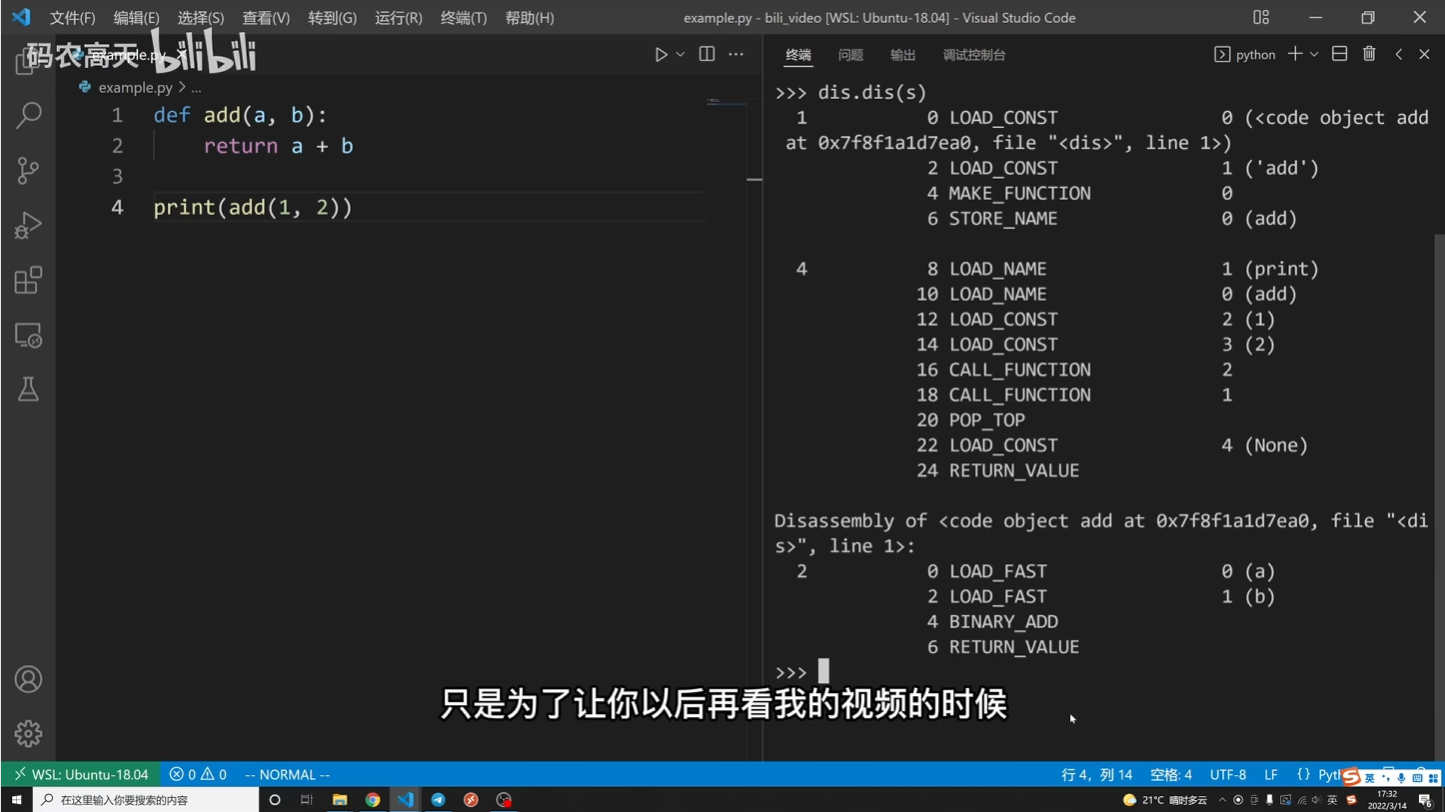 文件(F) 编辑(E) 选择(S) 查看(V) 转到(G) 运行(R) 终端(T) 帮助(H) example.py - bili_video [WSL: Ubuntu-18.04] - Visual Studio Code
码农高天 bilibili
example.py
example.py > ...
1 def add(a, b):
2 return a + b
3
4 print(add(1, 2))
终端 问题 输出 调试控制台 python
>>> dis.dis(s)
1 0 LOAD_CONST 0 (<code object add
at 0x7f8f1a1d7ea0, file "<dis>", line 1>)
2 LOAD_CONST 1 ('add')
4 MAKE_FUNCTION 0
6 STORE_NAME 0 (add)
4 8 LOAD_NAME 1 (print)
10 LOAD_NAME 0 (add)
12 LOAD_CONST 2 (1)
14 LOAD_CONST 3 (2)
16 CALL_FUNCTION 2
18 CALL_FUNCTION 1
20 POP_TOP
22 LOAD_CONST 4 (None)
24 RETURN_VALUE
Disassembly of <code object add at 0x7f8f1a1d7ea0, file "<di
s>", line 1>:
2 0 LOAD_FAST 0 (a)
2 LOAD_FAST 1 (b)
4 BINARY_ADD
6 RETURN_VALUE
>>>
只是为了让你以后再看我的视频的时候
WSL: Ubuntu-18.04 0 0 -- NORMAL -- 行 4，列 14 空格: 4 UTF-8 LF {} Pyth 英
在这里输入你要搜索的内容 21°C 晴时多云 英 17:32
2022/3/14